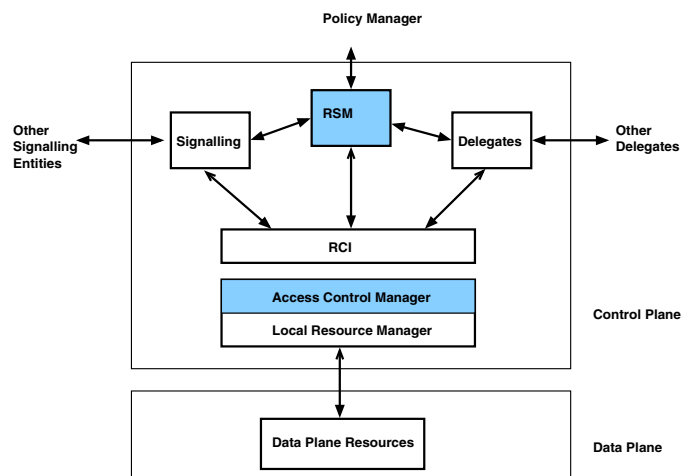 Policy Manager
RSM
Other
Signalling
Entities
Signalling
Delegates
Other
Delegates
RCI
Access Control Manager
Local Resource Manager
Control Plane
Data Plane Resources
Data Plane